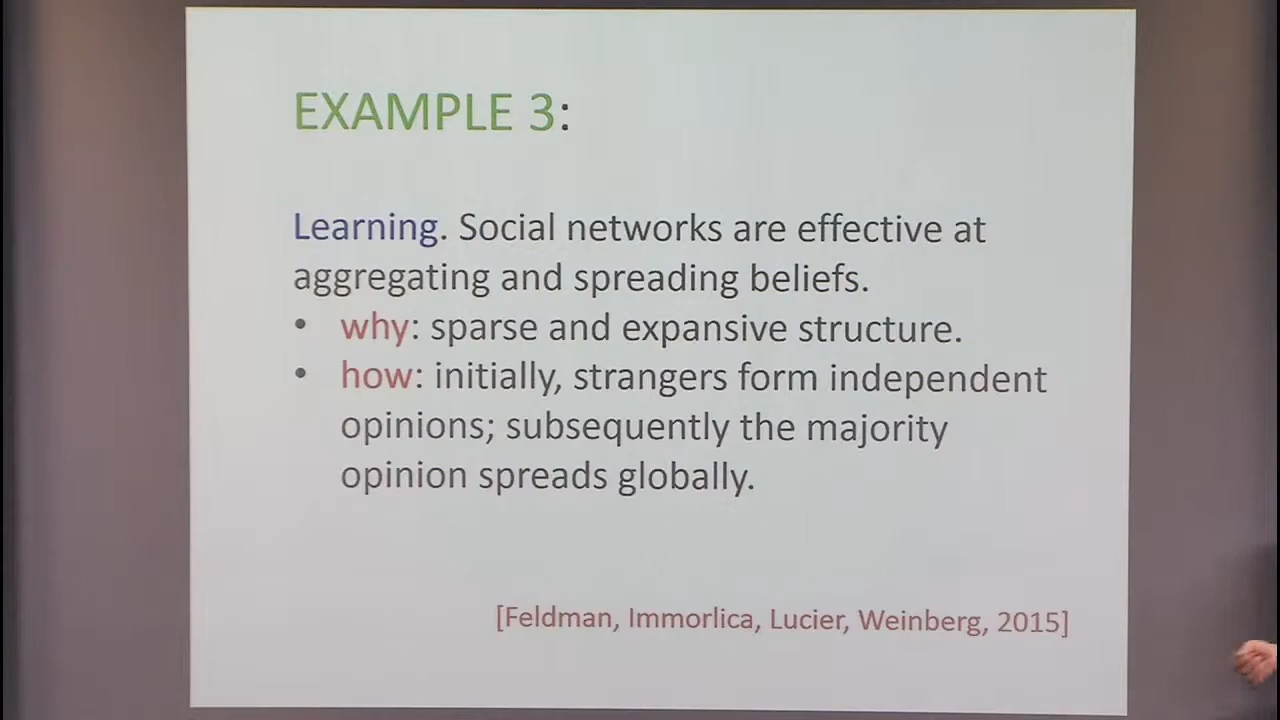 EXAMPLE 3:
Learning. Social networks are effective at
aggregating and spreading beliefs.
• why: sparse and expansive structure.
• how: initially, strangers form independent
opinions; subsequently the majority
opinion spreads globally.
[Feldman, Immorlica, Lucier, Weinberg, 2015]